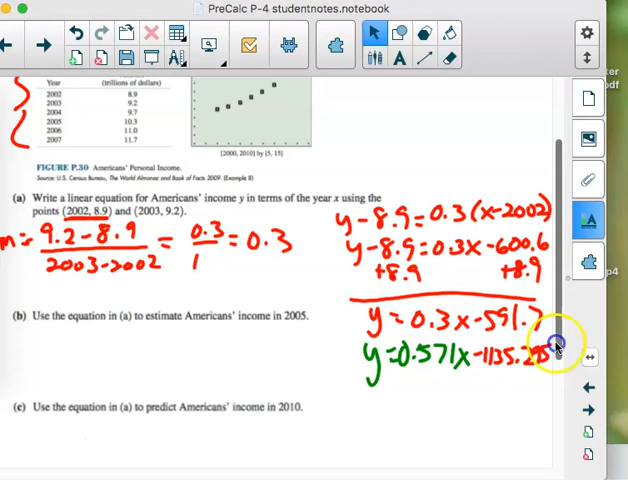 PreCalc P-4 studentnotes.notebook
Year (trillions of dollars)
2002 8.9
2003 9.2
2004 9.7
2005 10.3
2006 11.0
2007 11.7
[2000, 2010] by [5, 15]
FIGURE P.30 Americans' Personal Income.
Source: U.S. Census Bureau, The World Almanac and Book of Facts 2009. (Example 8)
(a) Write a linear equation for Americans' income y in terms of the year x using the
points (2002, 8.9) and (2003, 9.2).
m = 9.2-8.9 / 2003-2002 = 0.3 / 1 = 0.3
y-8.9=0.3(x-2002)
y-8.9=0.3x-600.6
+8.9 +8.9
y = 0.3x-591.7
y=0.571x-1135.295
(b) Use the equation in (a) to estimate Americans' income in 2005.
(c) Use the equation in (a) to predict Americans' income in 2010.